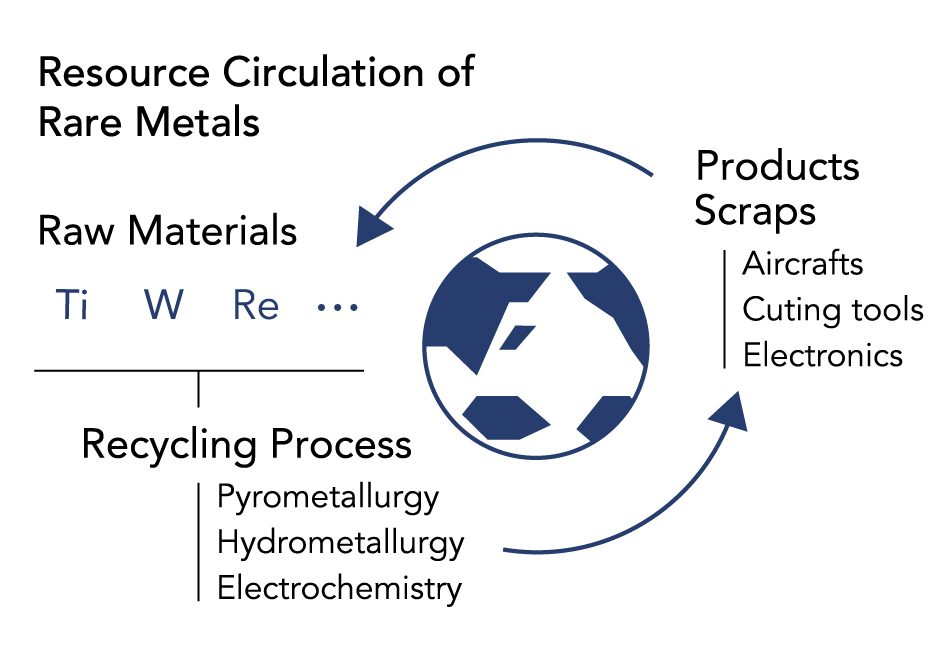 Resource Circulation of
Rare Metals
Raw Materials
Ti W Re ···
Recycling Process
Pyrometallurgy
Hydrometallurgy
Electrochemistry
Products
Scraps
Aircrafts
Cuting tools
Electronics